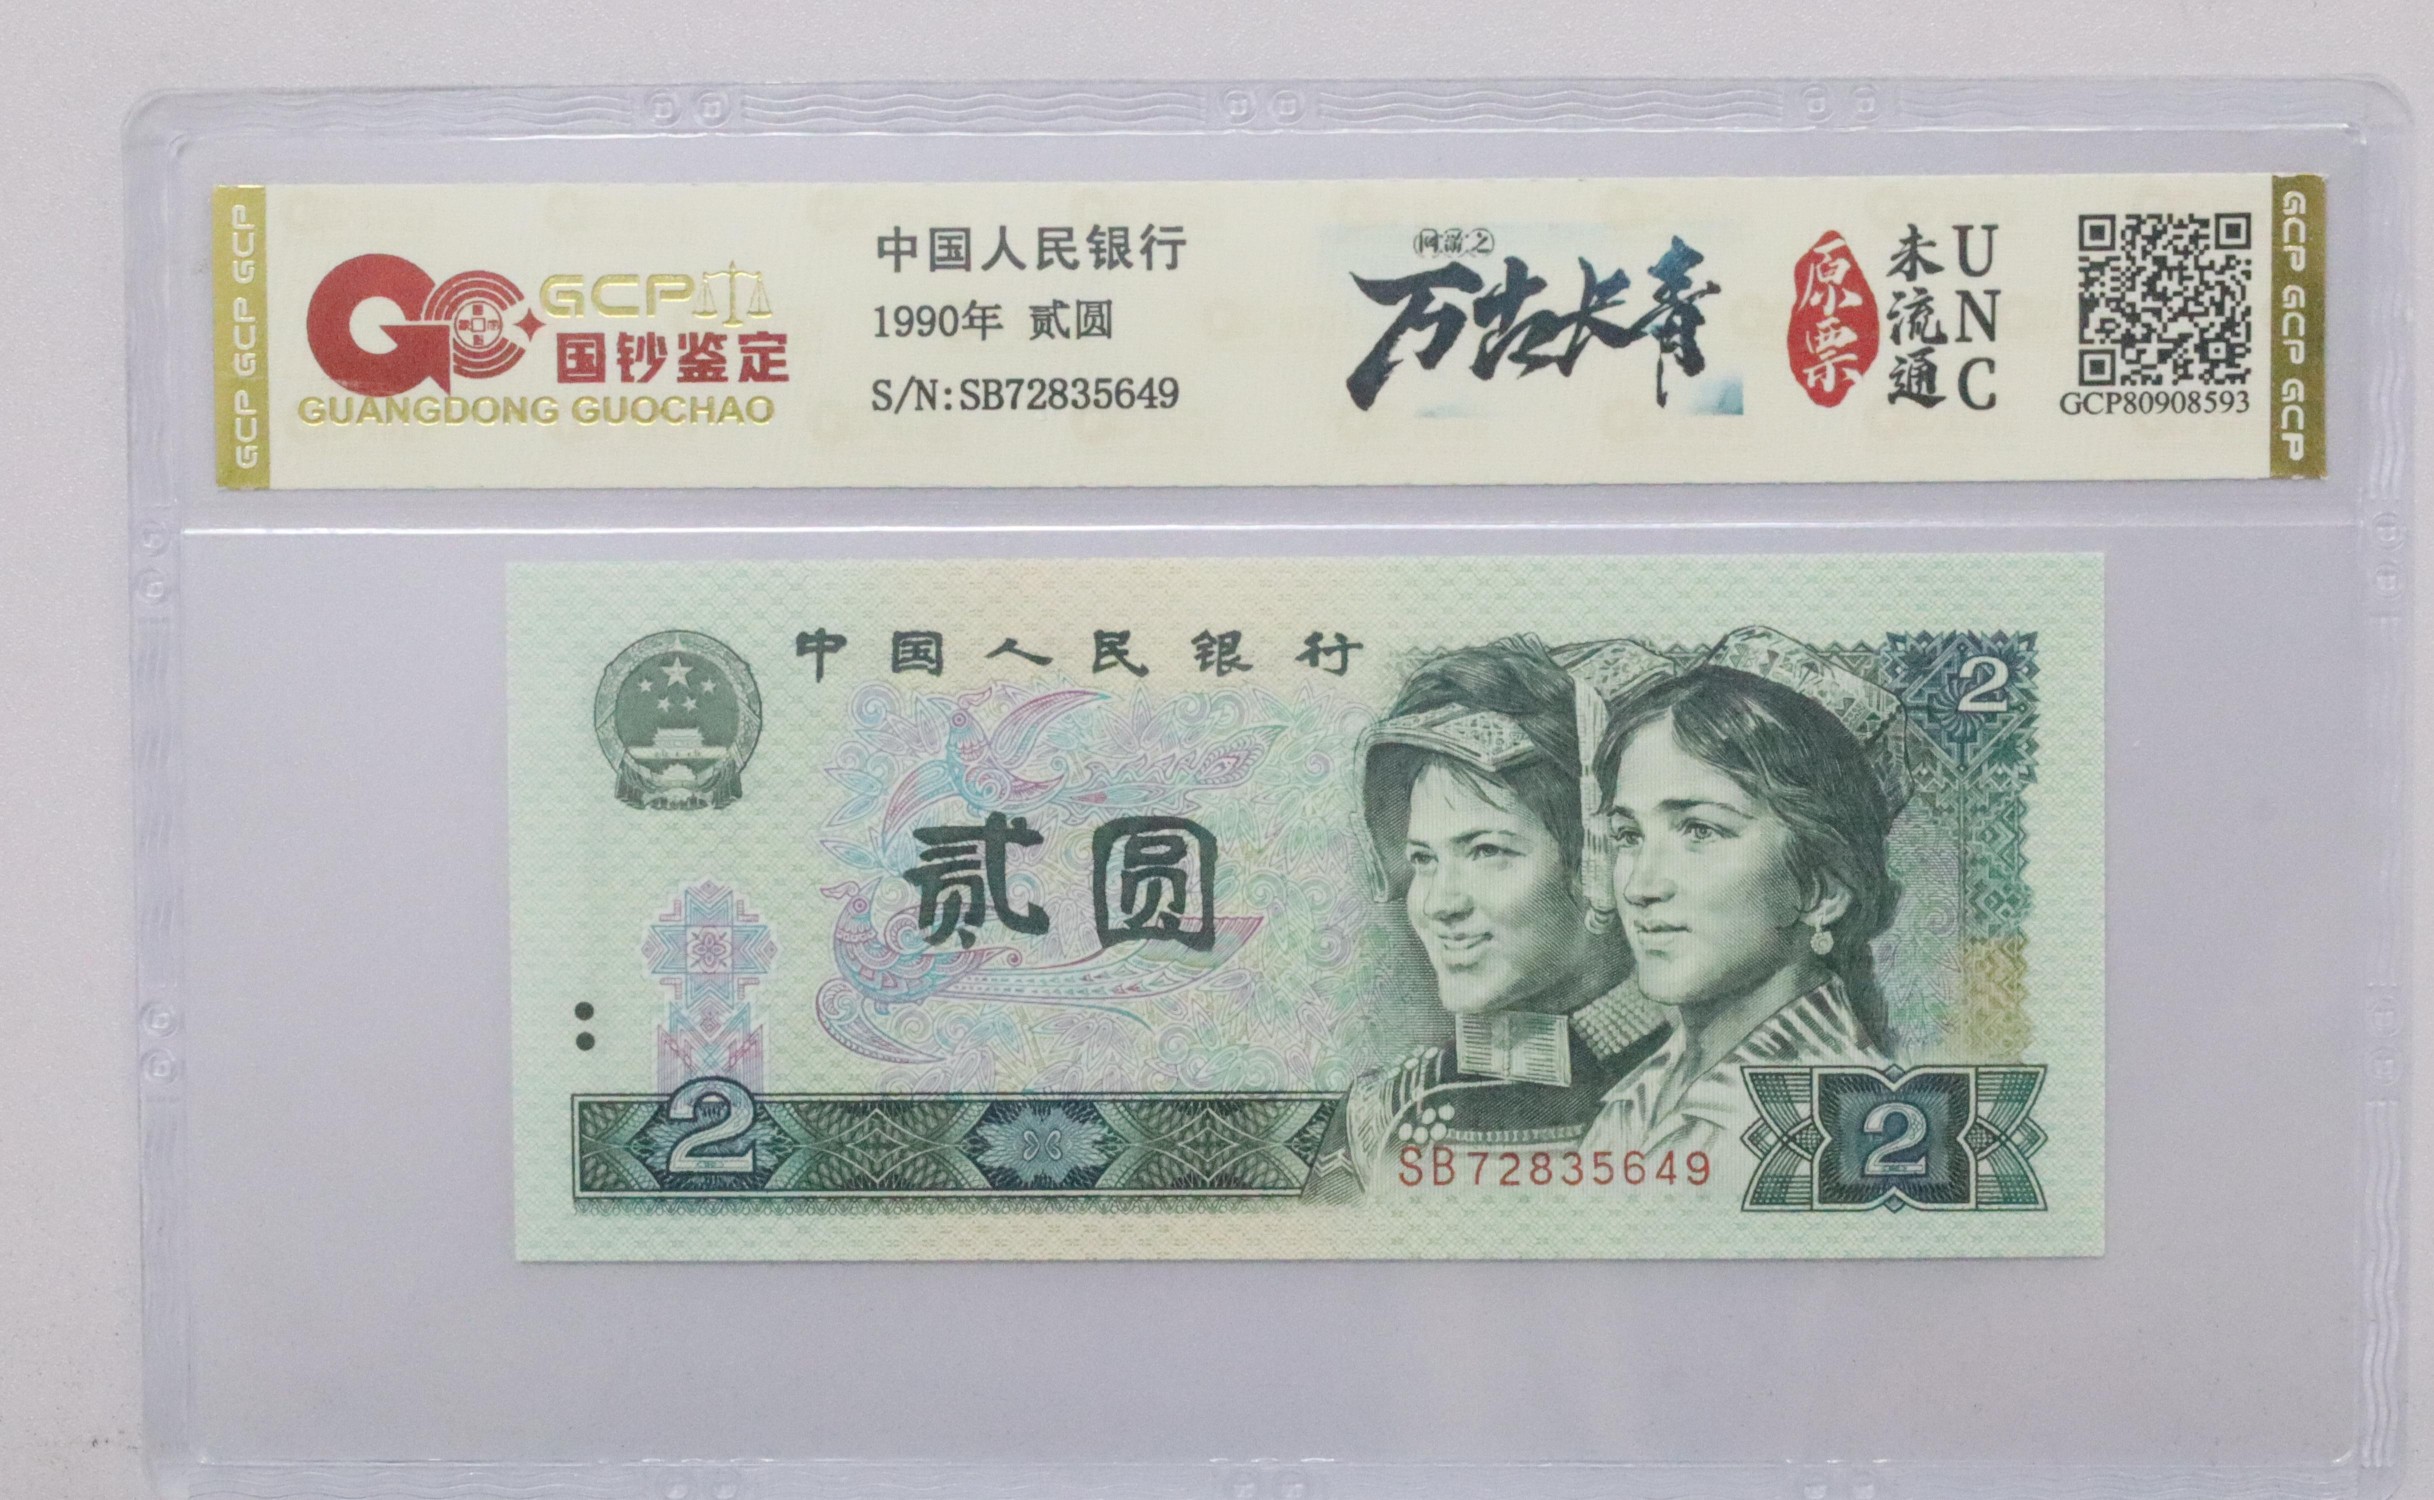 GCP GCP GCP
GCP
国钞鉴定
GUANGDONG GUOCHAO
中国人民银行
1990年 贰圆
S/N:SB72835649
万古长青
原票
未流通
UNC
GCP80908593
GCP GCP GCP
中国人民银行
2
贰圆
2
SB72835649
2